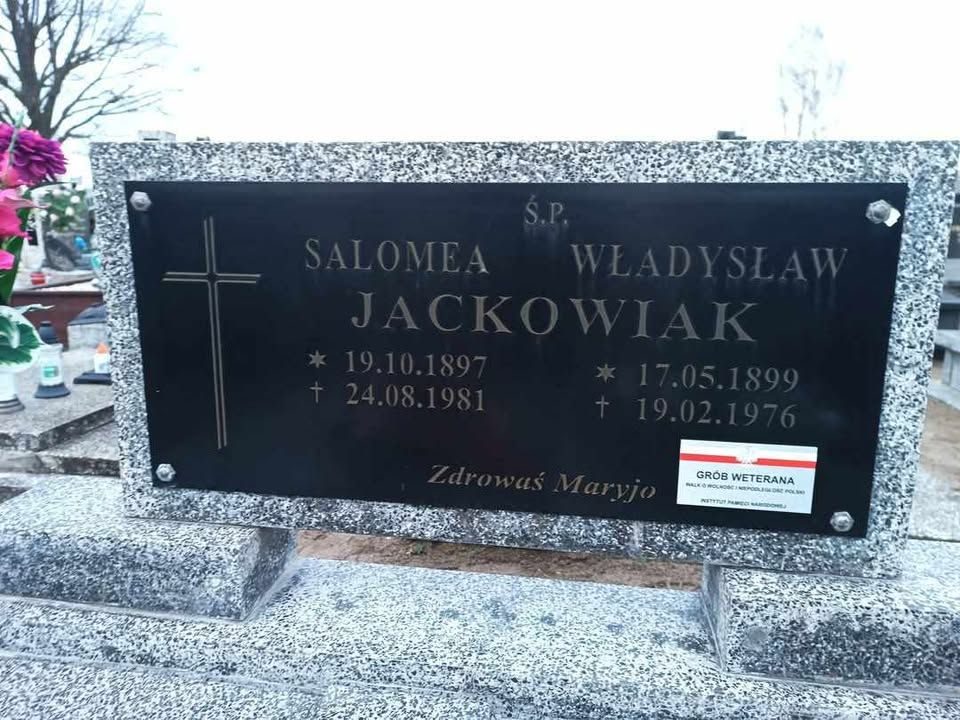 Ś.P.
SALOMEA WŁADYSŁAW
JACKOWIAK
* 19.10.1897 * 17.05.1899
† 24.08.1981 † 19.02.1976
Zdrowaś Maryjo
GRÓB WETERANA
WALK O WOLNOŚĆ I NIEPODLEGŁOŚĆ POLSKI
INSTYTUT PAMIĘCI NARODOWEJ